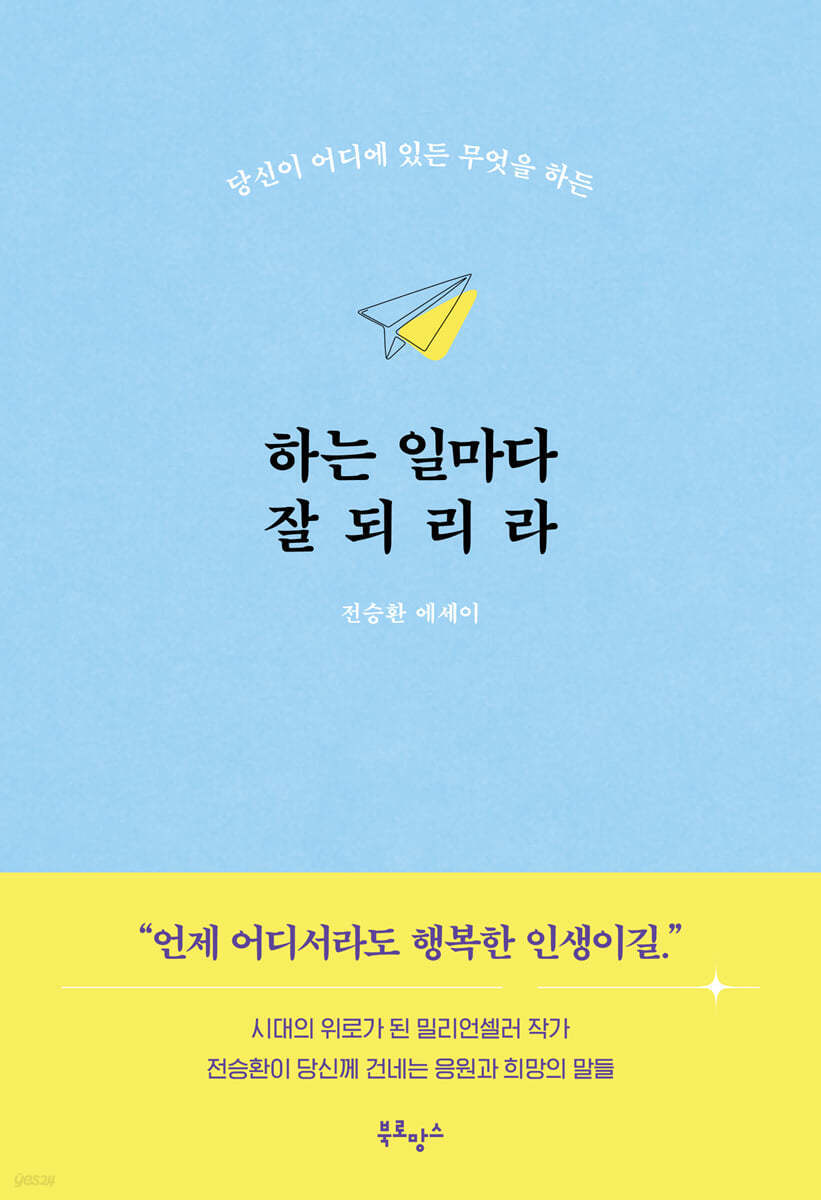 당신이 어디에 있든 무엇을 하든
하는 일마다
잘 되 리 라
전승환 에세이
“언제 어디서라도 행복한 인생이길.”
시대의 위로가 된 밀리언셀러 작가
전승환이 당신께 건네는 응원과 희망의 말들
북로망스
yes24